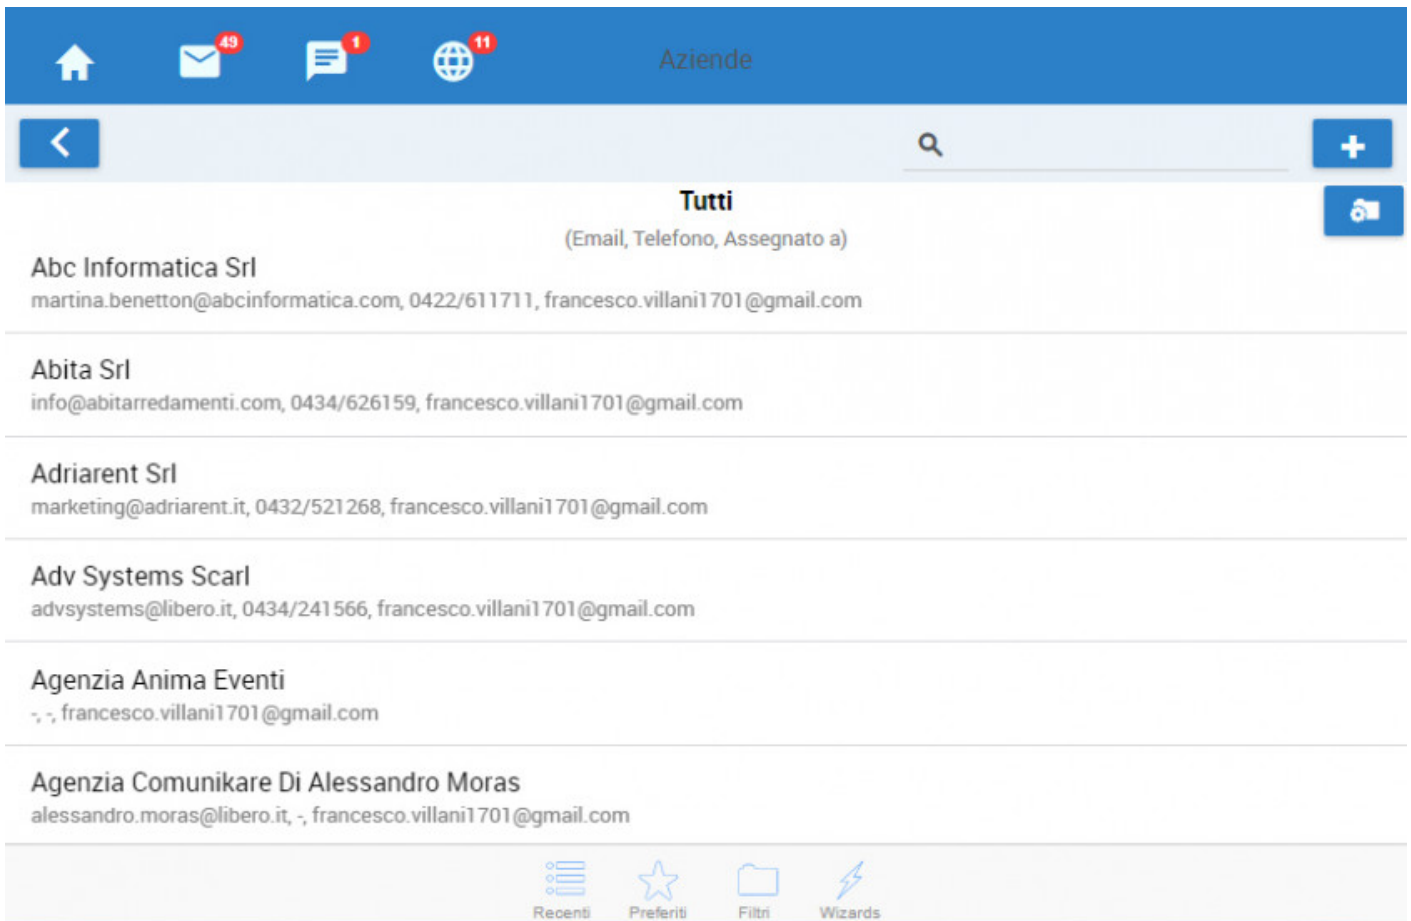 49 1 11 Aziende
Tutti
(Email, Telefono, Assegnato a)
Abc Informatica Srl
martina.benetton@abcinformatica.com, 0422/611711, francesco.villani1701@gmail.com
Abita Srl
info@abitarredamenti.com, 0434/626159, francesco.villani1701@gmail.com
Adriarent Srl
marketing@adriarent.it, 0432/521268, francesco.villani1701@gmail.com
Adv Systems Scarl
advsystems@libero.it, 0434/241566, francesco.villani1701@gmail.com
Agenzia Anima Eventi
-, -, francesco.villani1701@gmail.com
Agenzia Comunikare Di Alessandro Moras
alessandro.moras@libero.it, -, francesco.villani1701@gmail.com
Recenti Preferiti Filtri Wizards